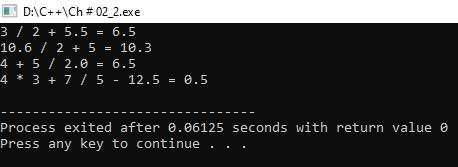 D:\C++\Ch # 02_2.exe
3 / 2 + 5.5 = 6.5
10.6 / 2 + 5 = 10.3
4 + 5 / 2.0 = 6.5
4 * 3 + 7 / 5 - 12.5 = 0.5
--------------------------------
Process exited after 0.06125 seconds with return value 0
Press any key to continue . . .